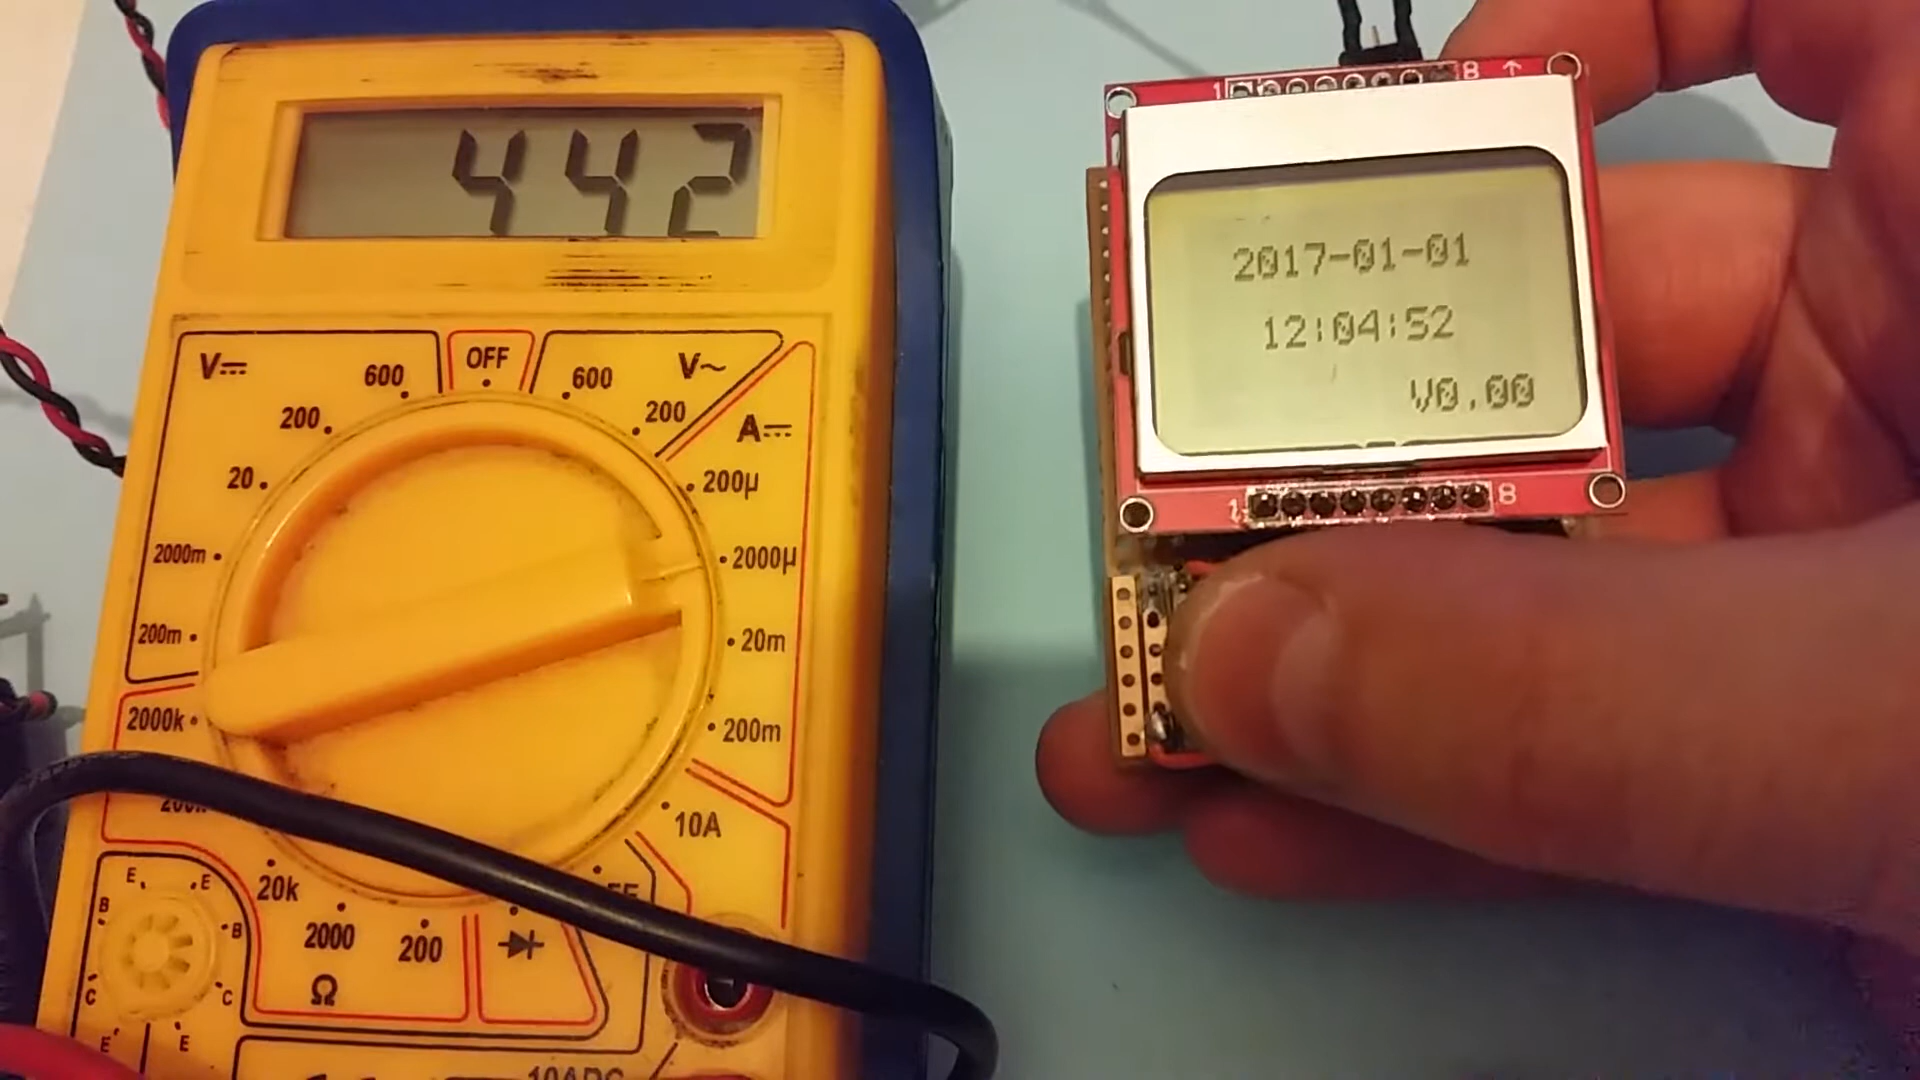 442
V⎓
600
OFF
600
V~
200
200
A⎓
20
200µ
2000m
2000µ
200m
20m
2000k
200m
10A
20k
2000
200
Ω
E
E
B
B
C
C
E
E
10ADC
1
8
↑
2017-01-01
12:04:52
V0.00
1
8